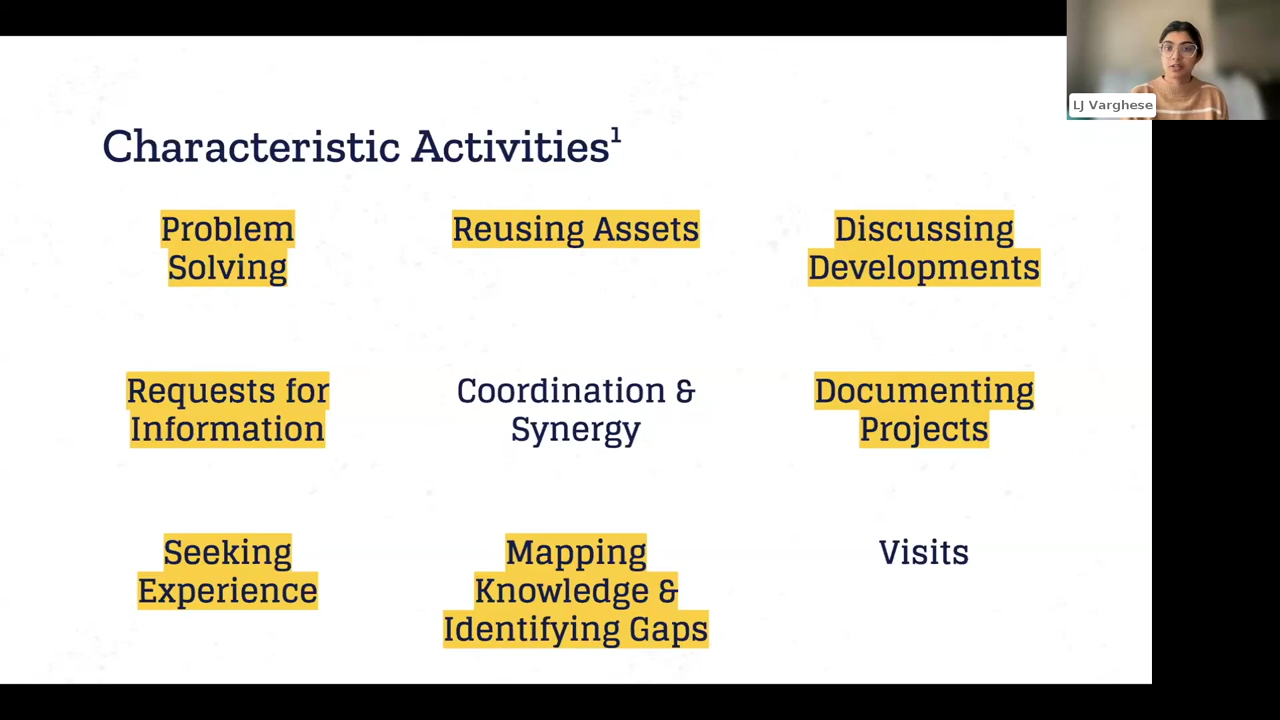 LJ Varghese
Characteristic Activities¹
Problem
Solving
Reusing Assets
Discussing
Developments
Requests for
Information
Coordination &
Synergy
Documenting
Projects
Seeking
Experience
Mapping
Knowledge &
Identifying Gaps
Visits